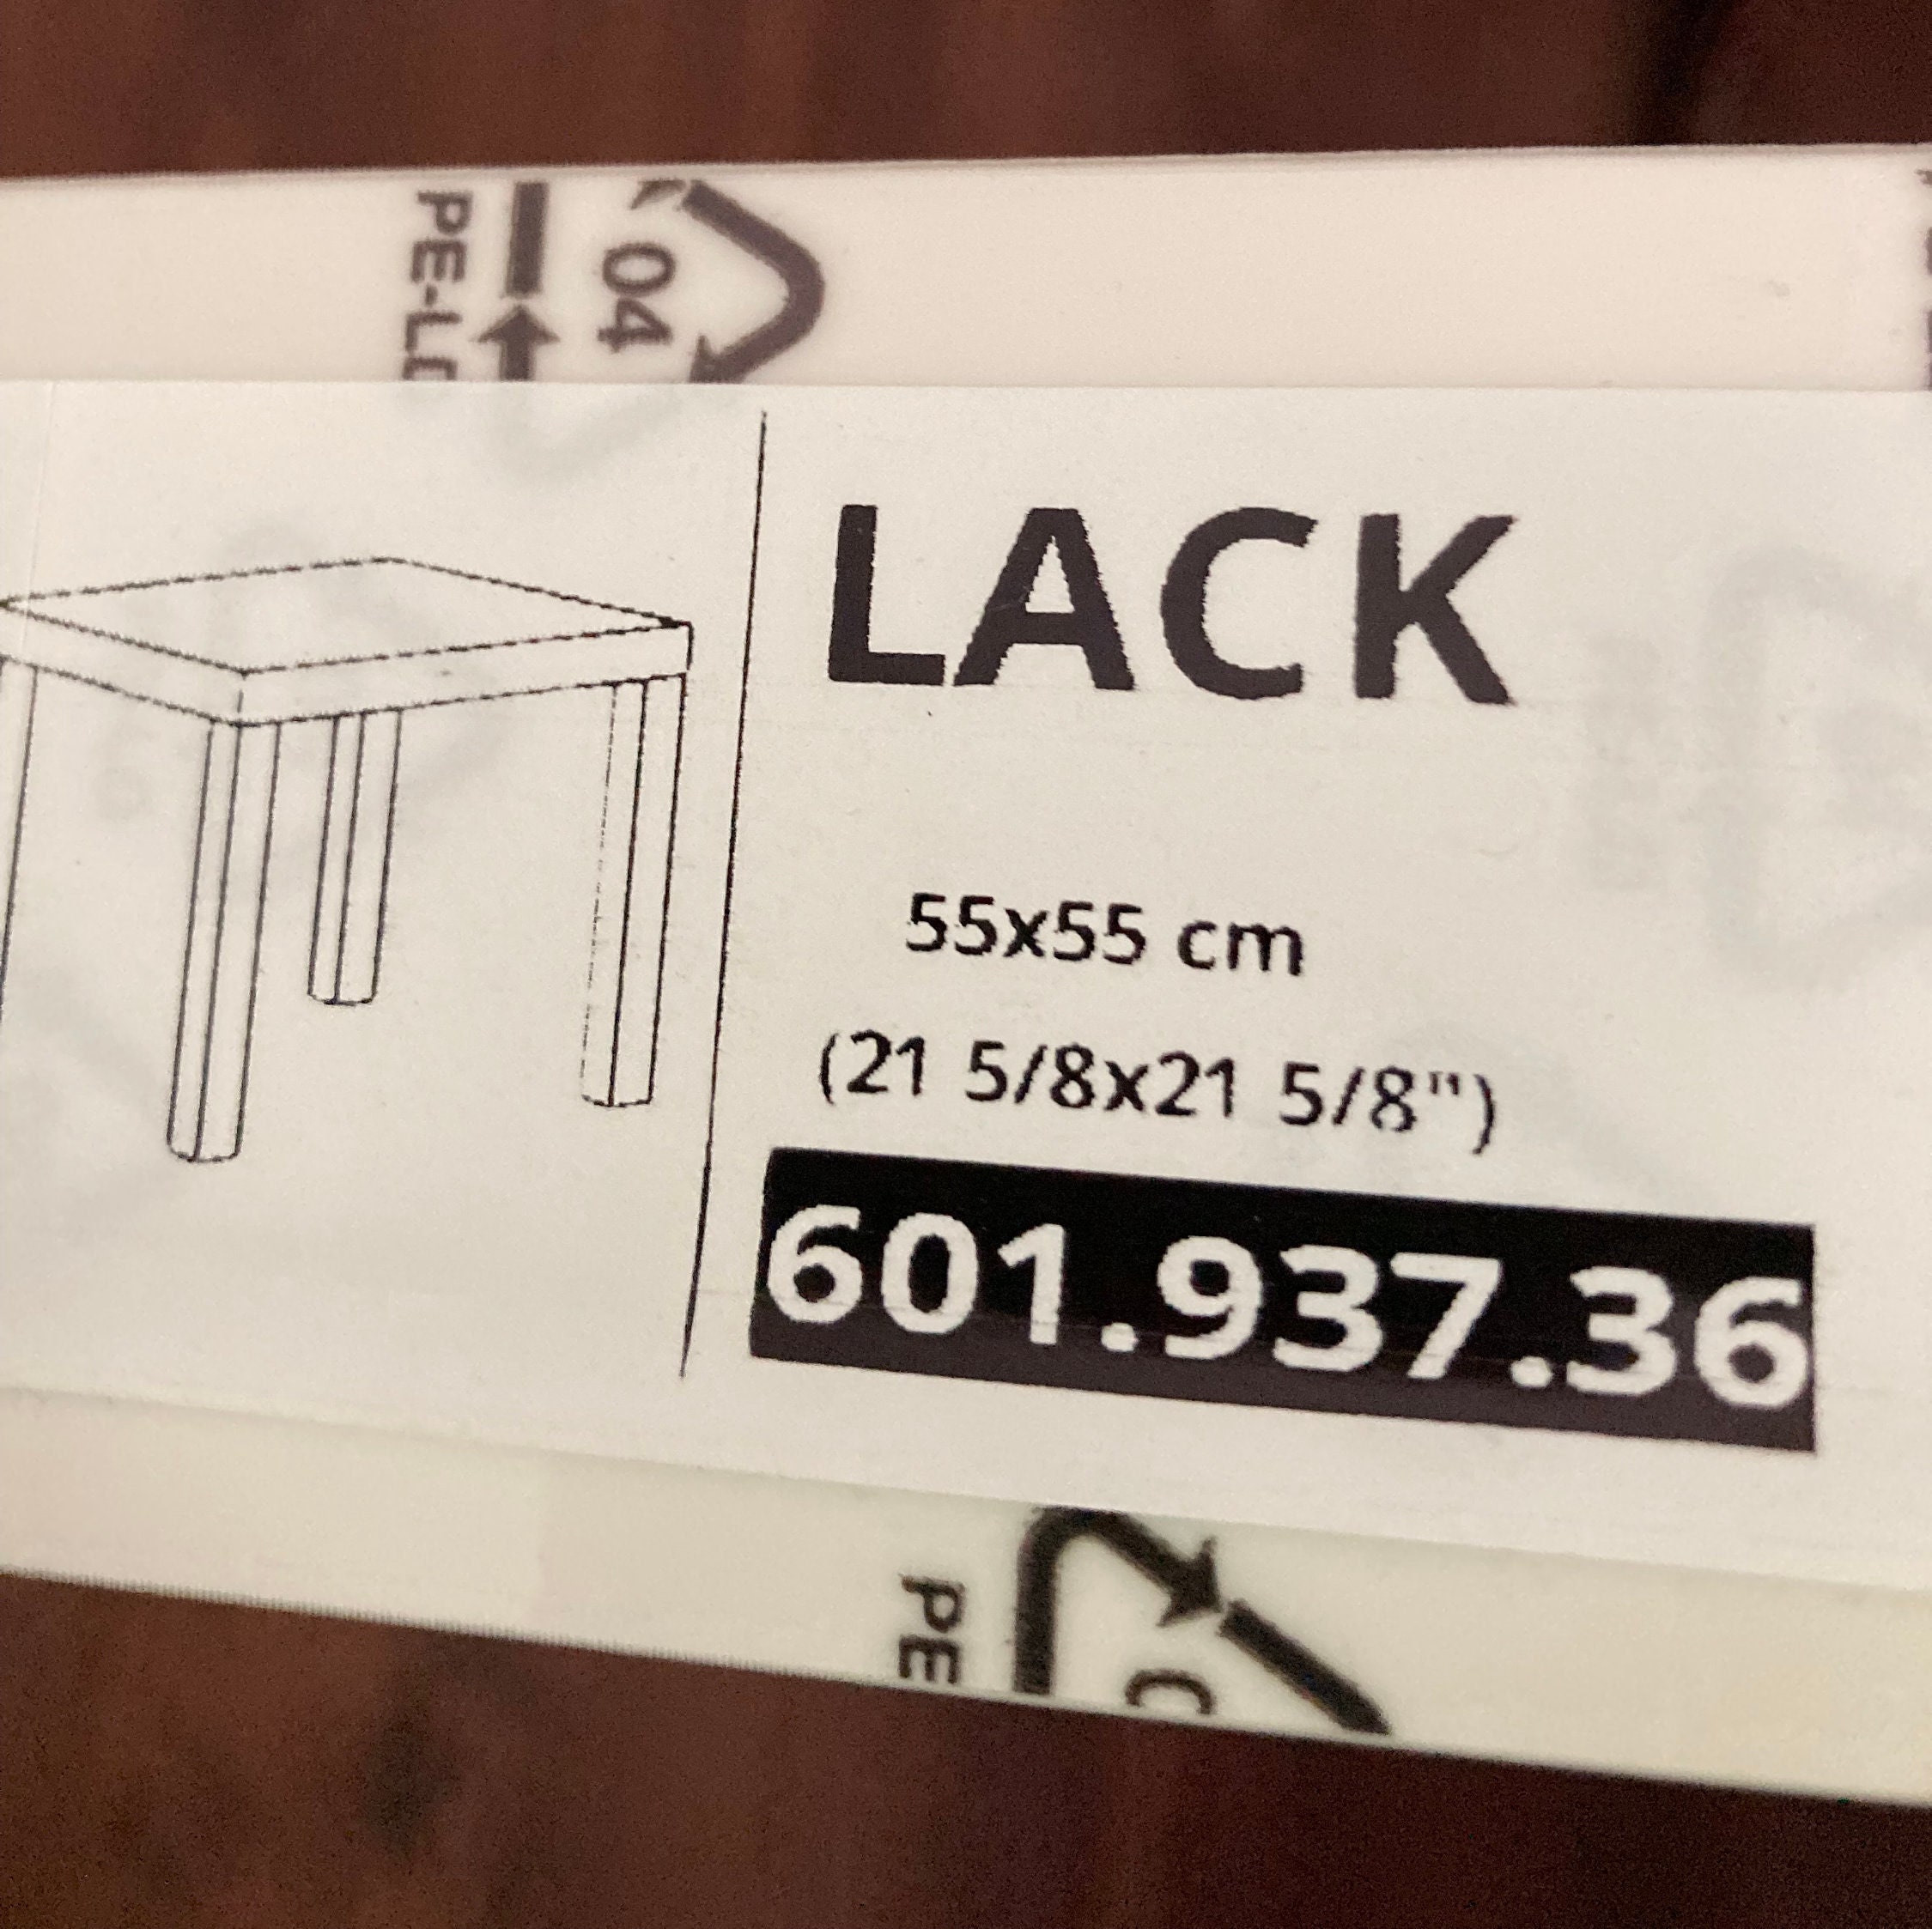 PE-L
04
LACK
55x55 cm
(21 5/8x21 5/8")
601.937.36
PE